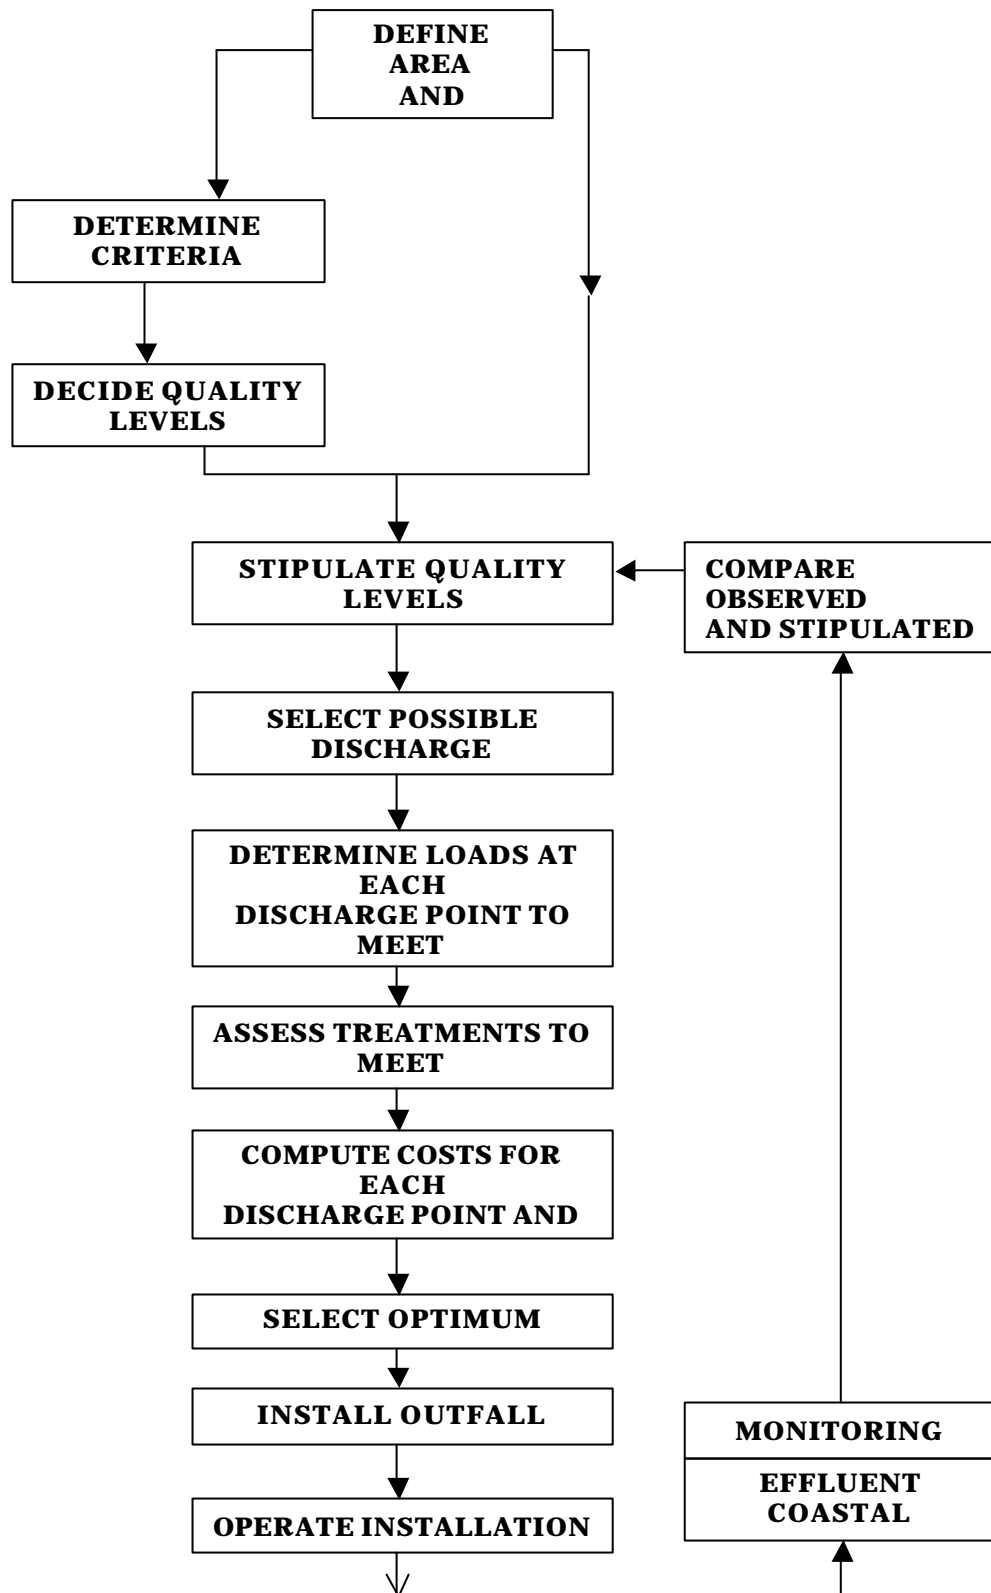 DEFINE
AREA
AND
DETERMINE
CRITERIA
DECIDE QUALITY
LEVELS
STIPULATE QUALITY
LEVELS
COMPARE
OBSERVED
AND STIPULATED
SELECT POSSIBLE
DISCHARGE
DETERMINE LOADS AT
EACH
DISCHARGE POINT TO
MEET
ASSESS TREATMENTS TO
MEET
COMPUTE COSTS FOR
EACH
DISCHARGE POINT AND
SELECT OPTIMUM
INSTALL OUTFALL
OPERATE INSTALLATION
MONITORING
EFFLUENT
COASTAL